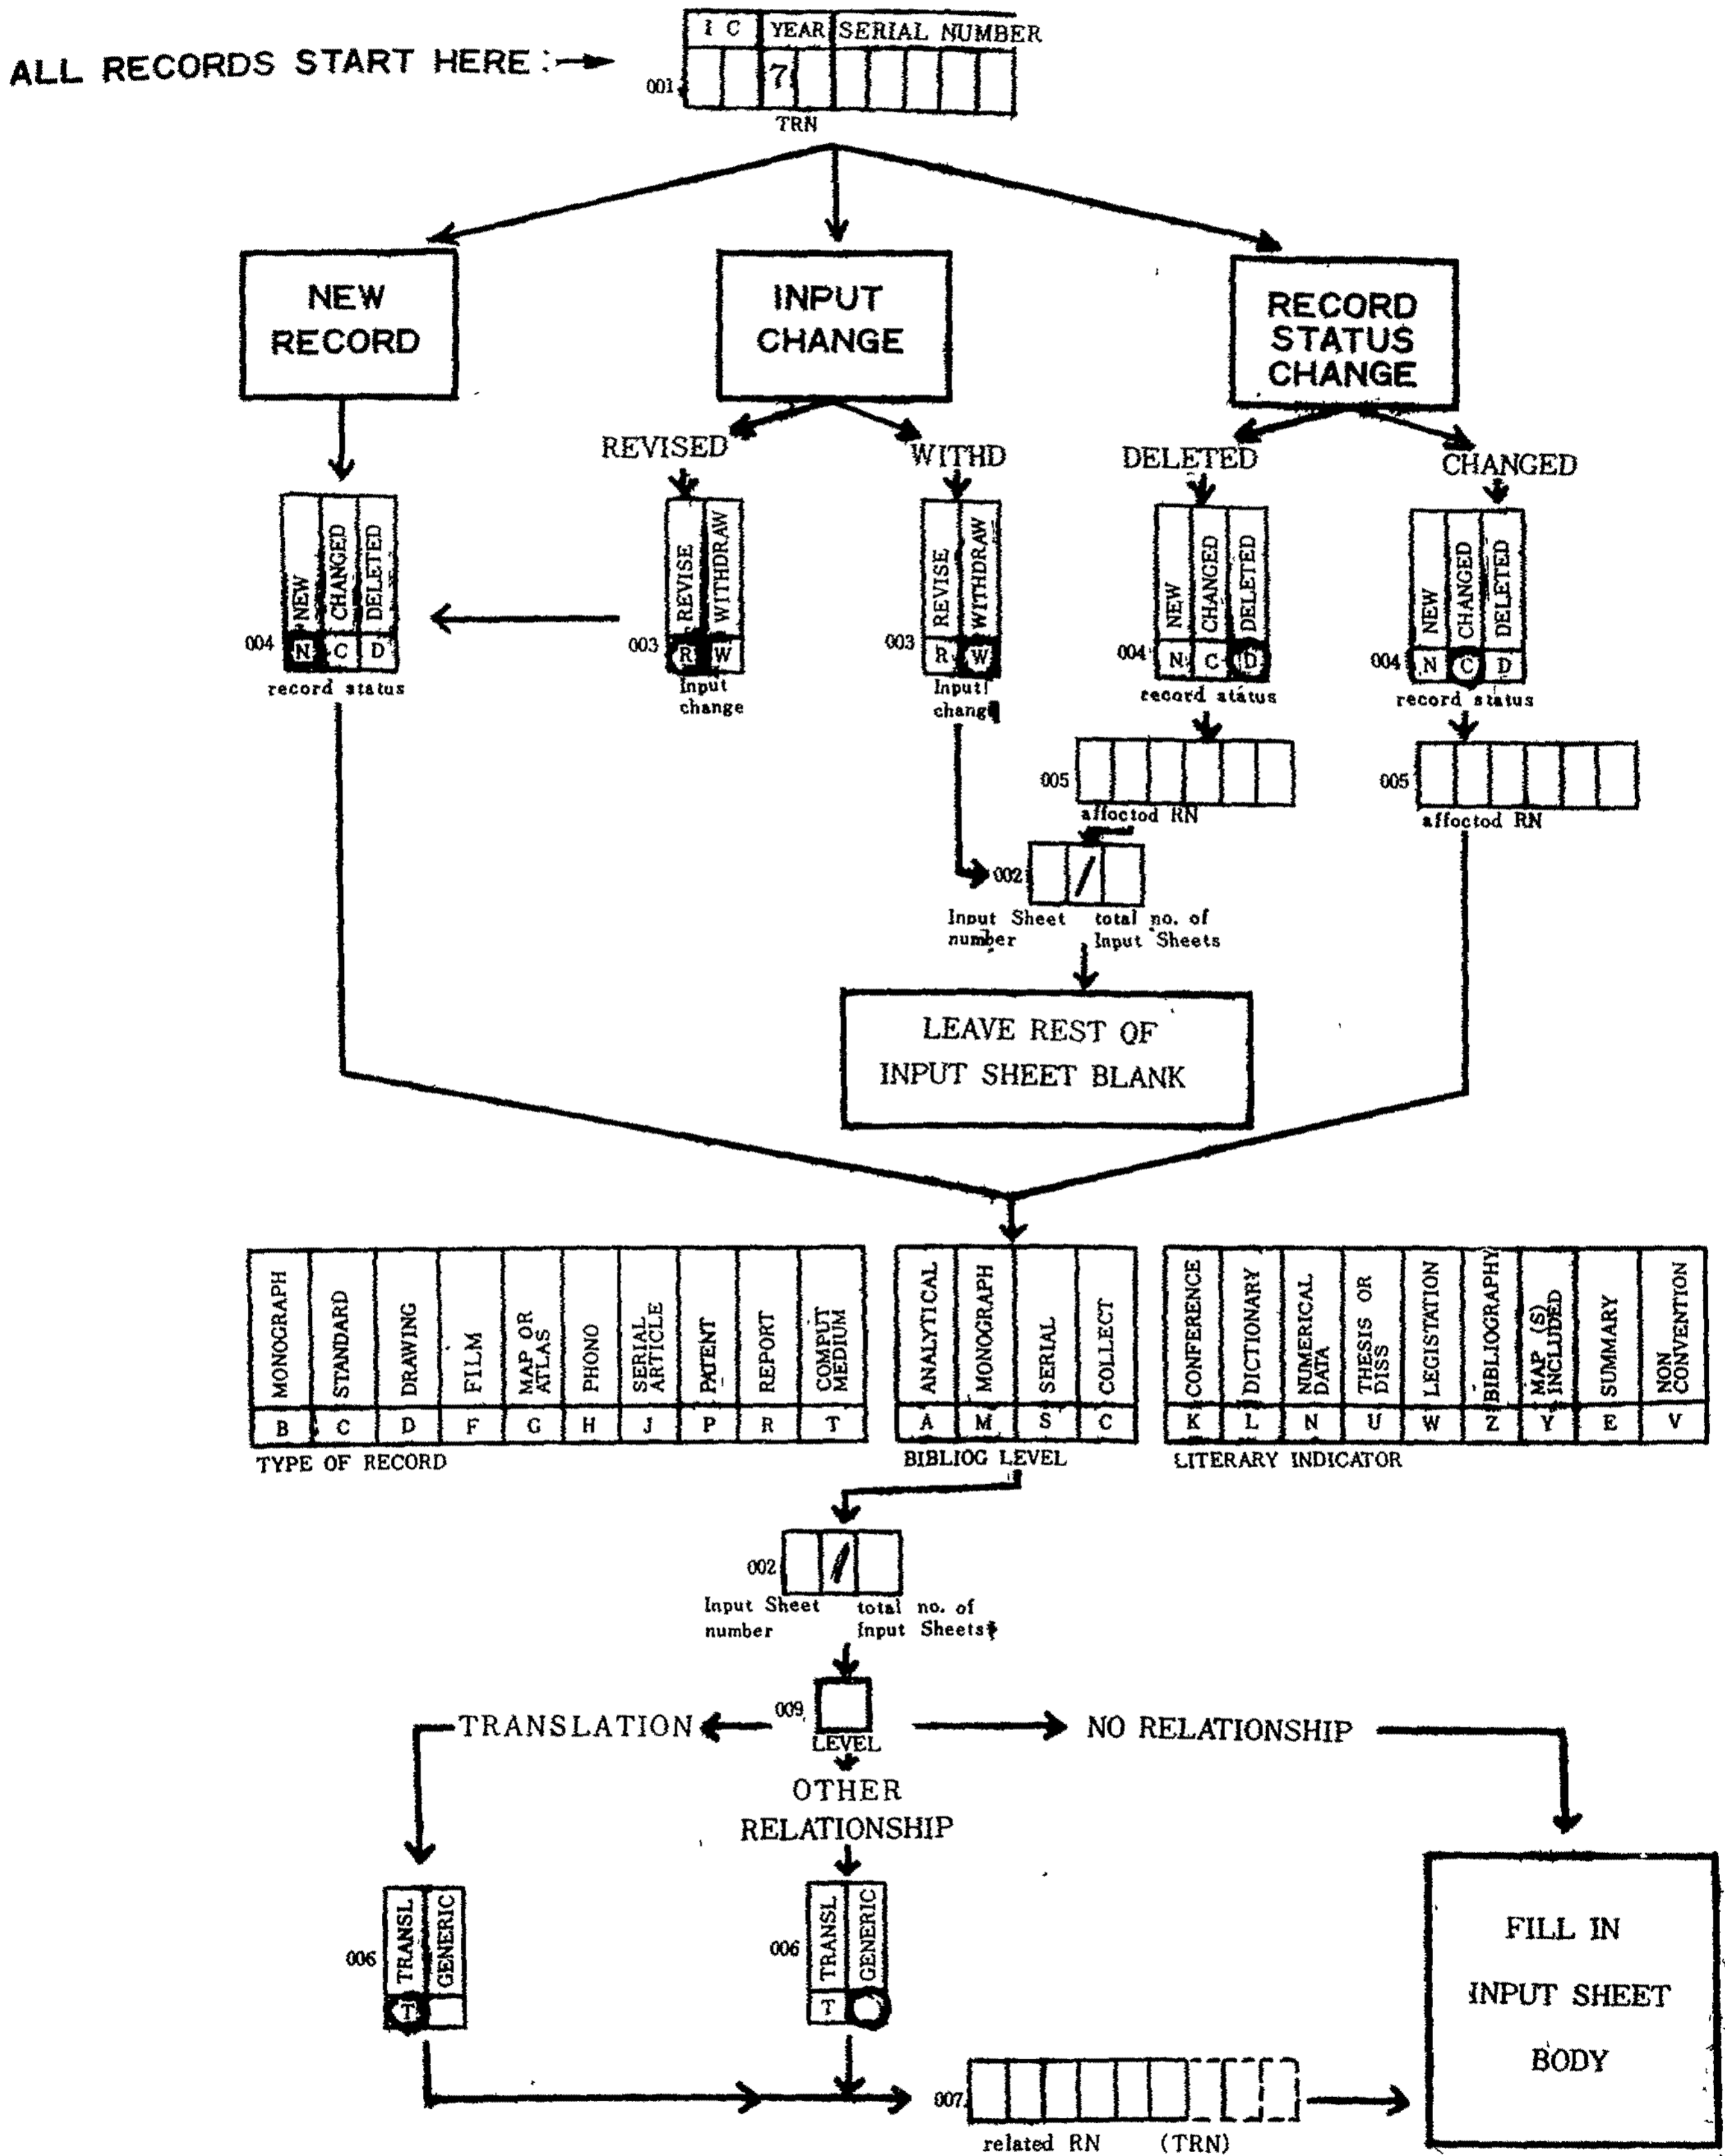 I C YEAR SERIAL NUMBER
ALL RECORDS START HERE :
001
7
TRN
NEW
RECORD
INPUT
CHANGE
RECORD
STATUS
CHANGE
REVISED
WITHD
DELETED
CHANGED
NEW
CHANGED
DELETED
004
N C D
record status
REVISE
WITHDRAW
003
R W
Input
change
REVISE
WITHDRAW
003
R W
Input
change
NEW
CHANGED
DELETED
004
N C D
record status
NEW
CHANGED
DELETED
004
N C D
record status
005
affoctod RN
005
affoctod RN
002
/
Input Sheet
number
total no. of
Input Sheets
LEAVE REST OF
INPUT SHEET BLANK
MONOGRAPH
STANDARD
DRAWING
FILM
MAP OR
ATLAS
PHONO
SERIAL
ARTICLE
PATENT
REPORT
COMPUT
MEDIUM
B C D F G H J P R T
TYPE OF RECORD
ANALYTICAL
MONOGRAPH
SERIAL
COLLECT
A M S C
BIBLIOG LEVEL
CONFERENCE
DICTIONARY
NUMERICAL
DATA
THESIS OR
DISS
LEGISTATION
BIBLIOGRAPHY
MAP (S)
INCLUDED
SUMMARY
NON
CONVENTION
K L N U W Z Y E V
LITERARY INDICATOR
002
/
Input Sheet
number
total no. of
Input Sheets
009
LEVEL
TRANSLATION
NO RELATIONSHIP
OTHER
RELATIONSHIP
TRANSL
GENERIC
006
T
TRANSL
GENERIC
006
T
FILL IN
INPUT SHEET
BODY
007
related RN (TRN)